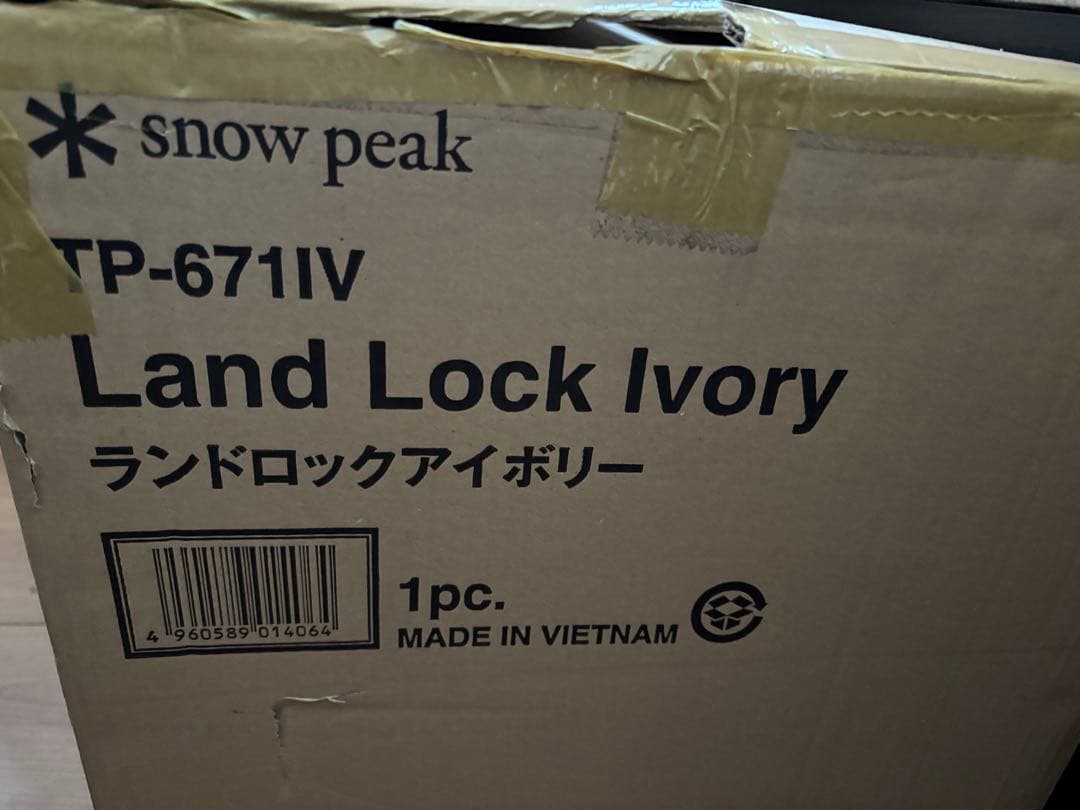 snow peak
TP-671IV
Land Lock Ivory
ランドロックアイボリー
4 960589 014064
1pc.
MADE IN VIETNAM